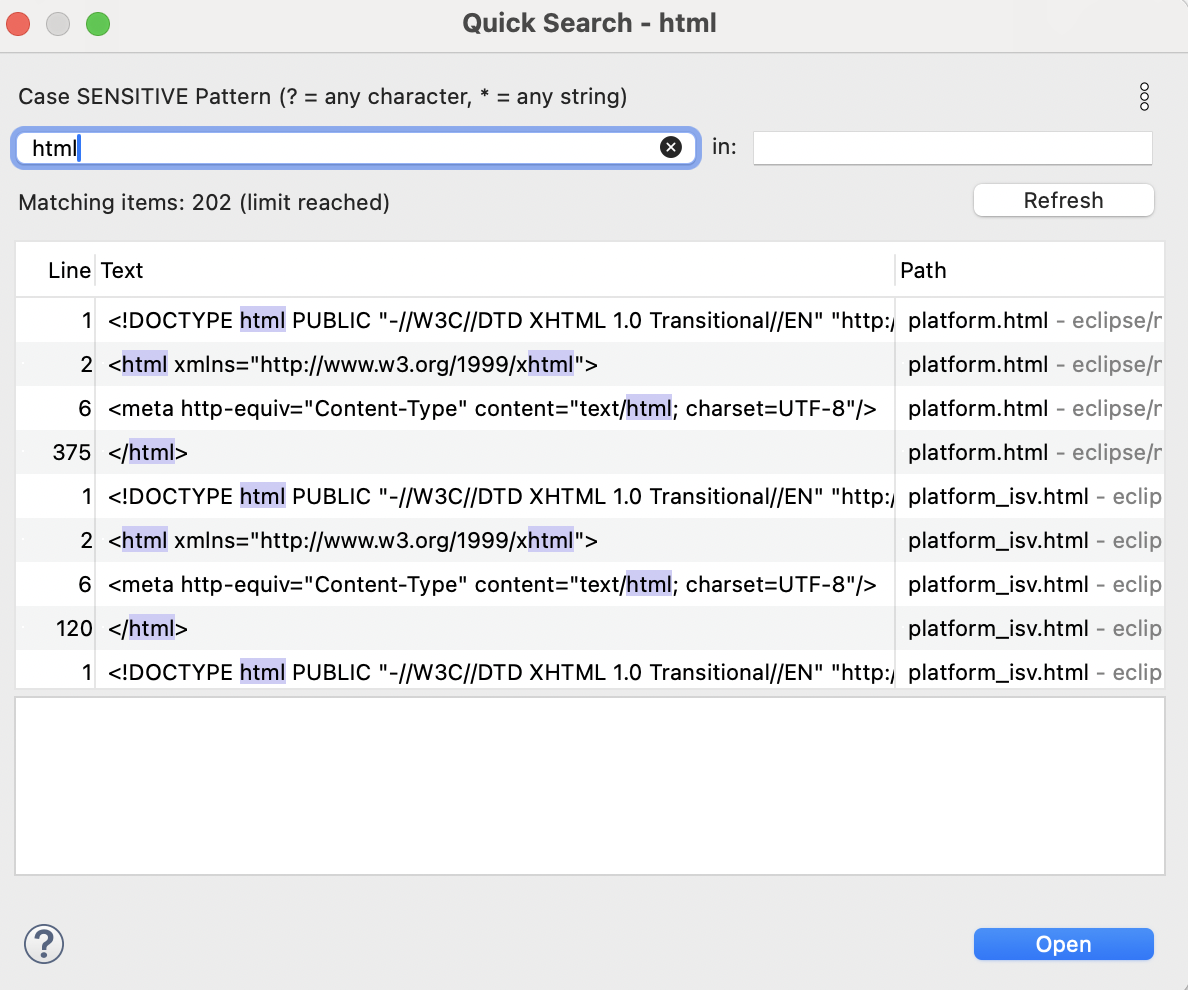 Quick Search - html
Case SENSITIVE Pattern (? = any character, * = any string)
html in:
Matching items: 202 (limit reached) Refresh
Line Text Path
1 <!DOCTYPE html PUBLIC "-//W3C//DTD XHTML 1.0 Transitional//EN" "http:/ platform.html - eclipse/r
2 <html xmlns="http://www.w3.org/1999/xhtml"> platform.html - eclipse/r
6 <meta http-equiv="Content-Type" content="text/html; charset=UTF-8"/> platform.html - eclipse/r
375 </html> platform.html - eclipse/r
1 <!DOCTYPE html PUBLIC "-//W3C//DTD XHTML 1.0 Transitional//EN" "http:/ platform_isv.html - eclip
2 <html xmlns="http://www.w3.org/1999/xhtml"> platform_isv.html - eclip
6 <meta http-equiv="Content-Type" content="text/html; charset=UTF-8"/> platform_isv.html - eclip
120 </html> platform_isv.html - eclip
1 <!DOCTYPE html PUBLIC "-//W3C//DTD XHTML 1.0 Transitional//EN" "http:/ platform_isv.html - eclip
? Open